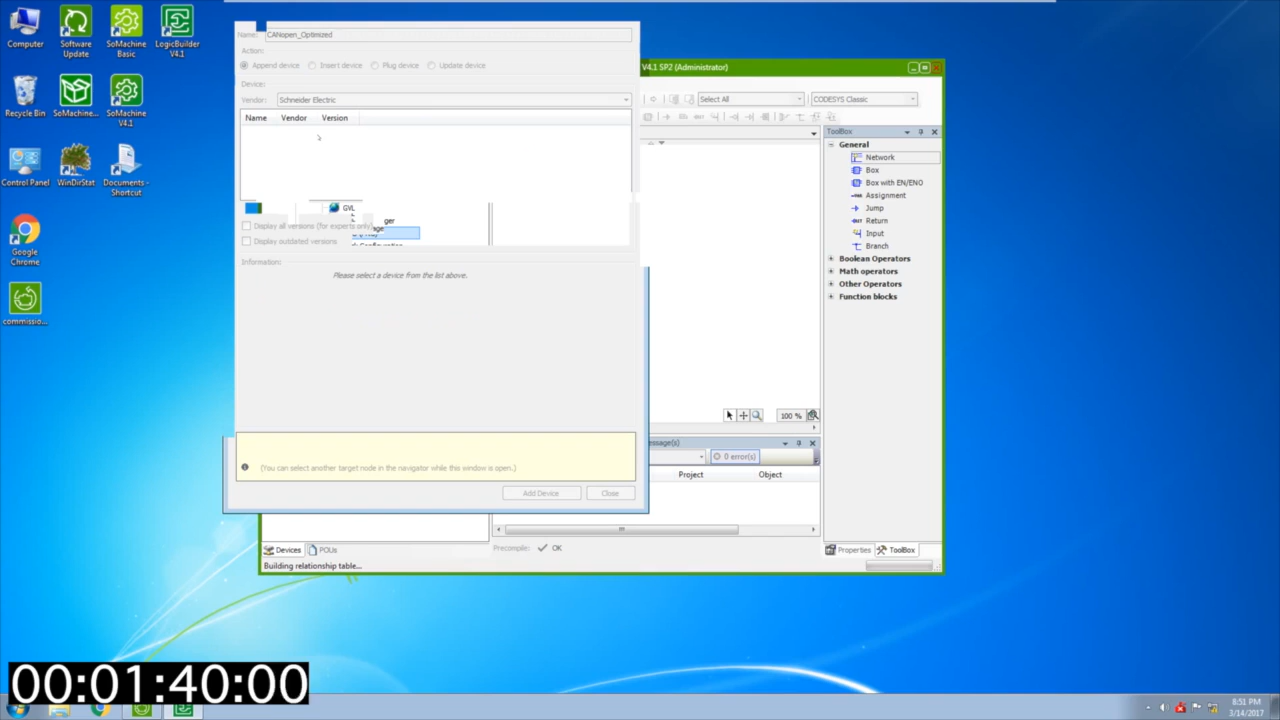 Computer
Software
Update
SoMachine
Basic
LogicBuilder
V4.1
Recycle Bin
SoMachine...
SoMachine
V4.1
Control Panel
WinDirStat
Documents -
Shortcut
Google
Chrome
commissio...
Name: CANopen_Optimized
Action:
Append device Insert device Plug device Update device
Device:
Vendor: Schneider Electric
Name Vendor Version
GVL
ger
Display all versions (for experts only)
Display outdated versions
Information:
Please select a device from the list above.
(You can select another target node in the navigator while this window is open.)
Add Device Close
V4.1 SP2 (Administrator)
Select All CODESYS Classic
ToolBox
General
Network
Box
Box with EN/ENO
Assignment
Jump
Return
Input
Branch
Boolean Operators
Math operators
Other Operators
Function blocks
100 %
essage(s)
0 error(s)
Project Object
Devices POUs
Precompile: OK
Properties ToolBox
Building relationship table...
00:01:40:00
8:51 PM
3/14/2017